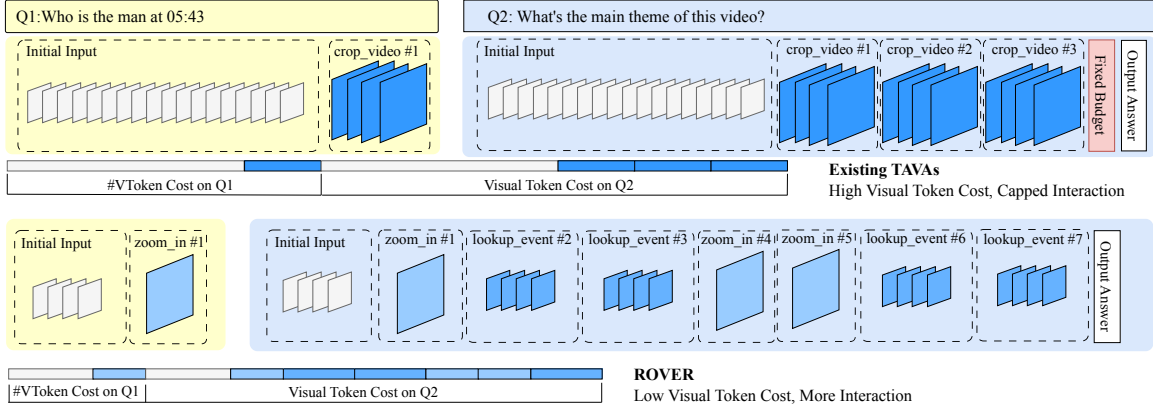 Q1:Who is the man at 05:43
Q2: What's the main theme of this video?
Initial Input
crop_video #1
Initial Input
crop_video #1
crop_video #2
crop_video #3
Fixed Budget
Output Answer
#VToken Cost on Q1
Visual Token Cost on Q2
Existing TAVAs
High Visual Token Cost, Capped Interaction
Initial Input
zoom_in #1
Initial Input
zoom_in #1
lookup_event #2
lookup_event #3
zoom_in #4
zoom_in #5
lookup_event #6
lookup_event #7
Output Answer
#VToken Cost on Q1
Visual Token Cost on Q2
ROVER
Low Visual Token Cost, More Interaction